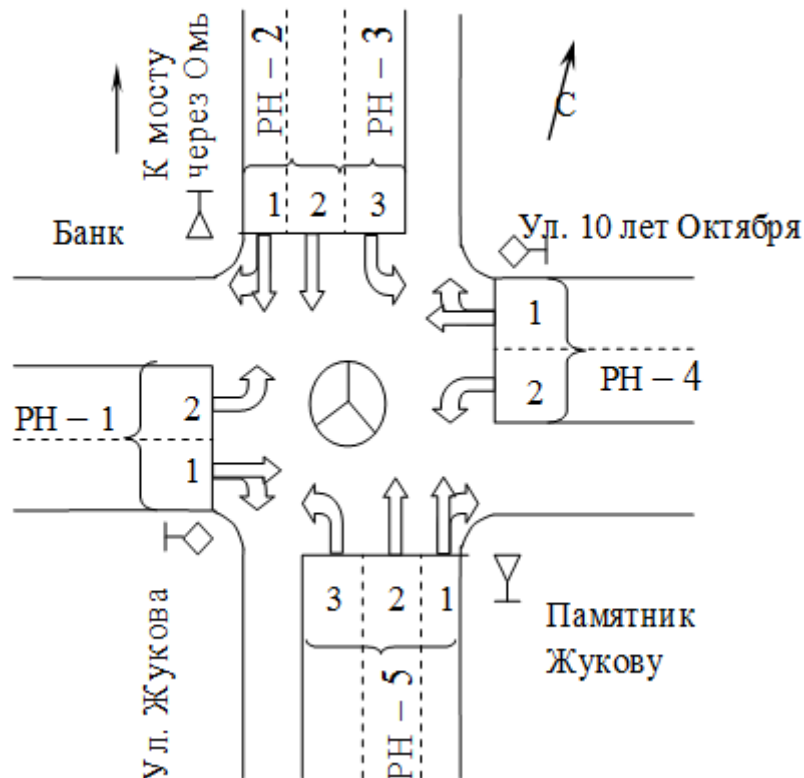 К мосту
через Омь
РН – 2
РН – 3
С
Банк
1 2 3
Ул. 10 лет Октября
1
2
РН – 4
РН – 1
2
1
3 2 1
РН – 5
Памятник
Жукову
Ул. Жукова